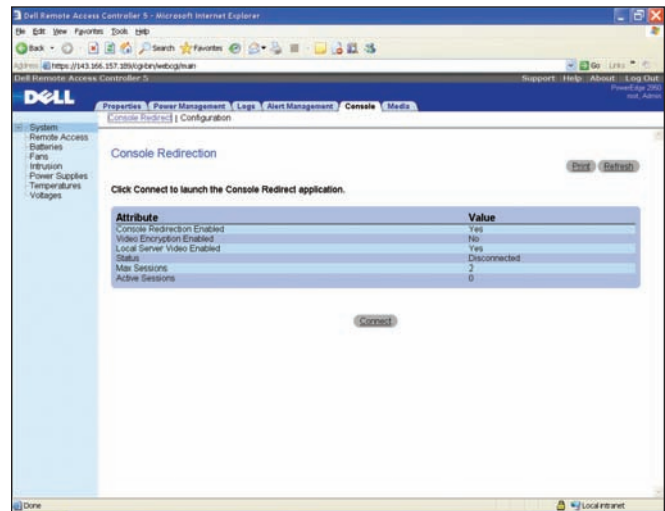 Dell Remote Access Controller 5 - Microsoft Internet Explorer
File Edit View Favorites Tools Help
Back Search Favorites
Address https://143.166.157.189/cgi-bin/webcgi/main Go Links
Dell Remote Access Controller 5 Support Help About Log Out
DELL
PowerEdge 2950
root, Admin
Properties Power Management Logs Alert Management Console Media
Console Redirect | Configuration
System
Remote Access
Batteries
Fans
Intrusion
Power Supplies
Temperatures
Voltages
Console Redirection
Print Refresh
Click Connect to launch the Console Redirect application.
Attribute Value
Console Redirection Enabled Yes
Video Encryption Enabled No
Local Server Video Enabled Yes
Status Disconnected
Max Sessions 2
Active Sessions 0
Connect
Done Local intranet